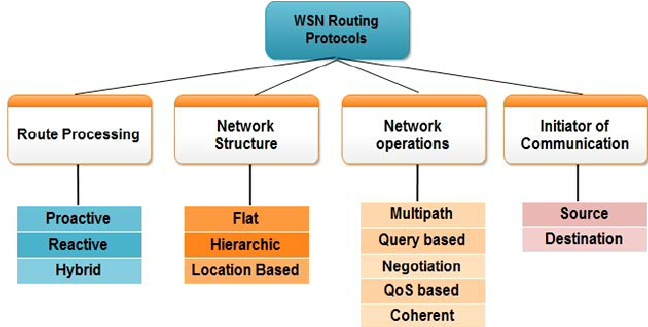 WSN Routing
Protocols
Route Processing
Network
Structure
Network
operations
Initiator of
Communication
Proactive
Reactive
Hybrid
Flat
Hierarchic
Location Based
Multipath
Query based
Negotiation
QoS based
Coherent
Source
Destination